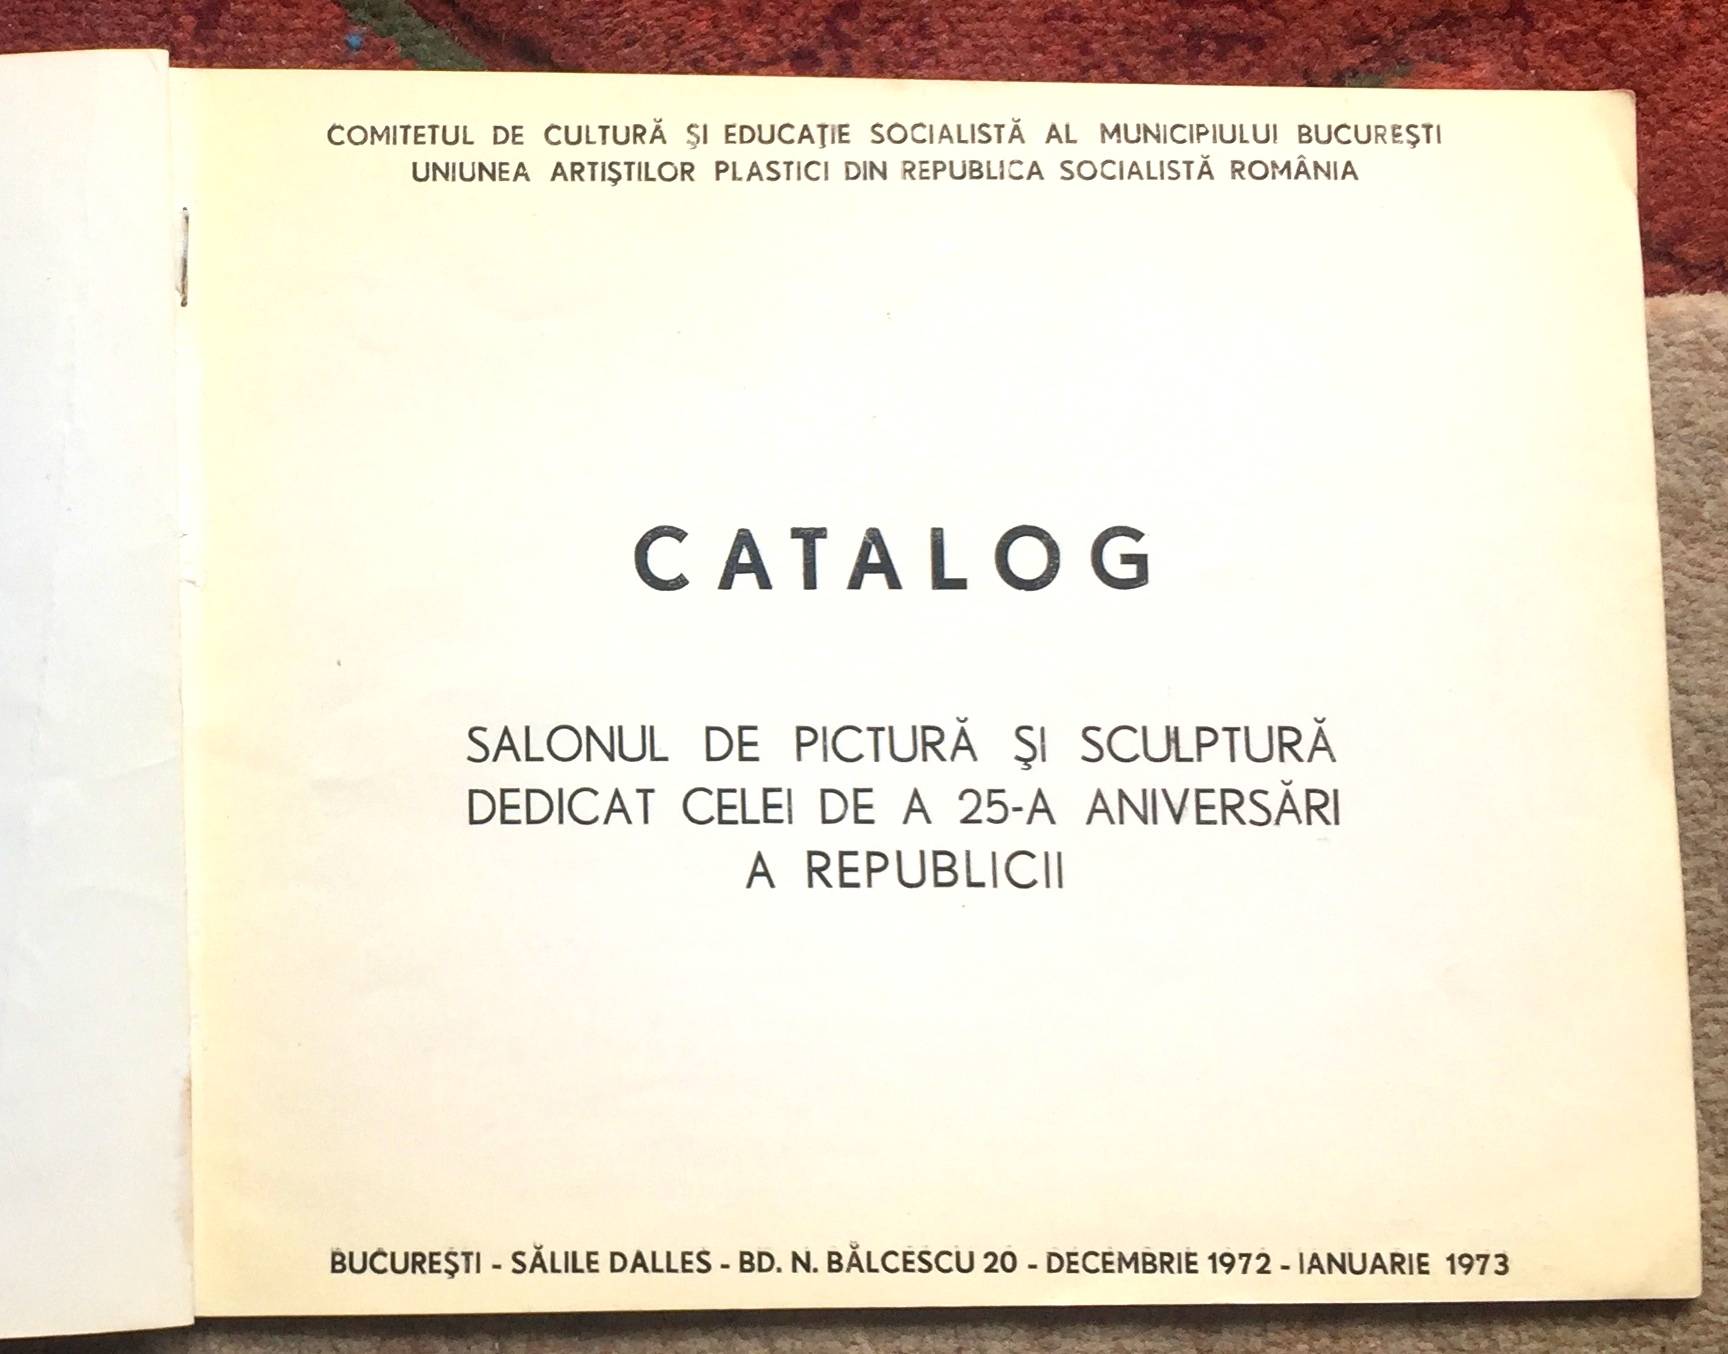 COMITETUL DE CULTURĂ ŞI EDUCAŢIE SOCIALISTĂ AL MUNICIPIULUI BUCUREŞTI
UNIUNEA ARTIŞTILOR PLASTICI DIN REPUBLICA SOCIALISTĂ ROMÂNIA
CATALOG
SALONUL DE PICTURĂ ŞI SCULPTURĂ
DEDICAT CELEI DE A 25-A ANIVERSĂRI
A REPUBLICII
BUCUREŞTI - SĂLILE DALLES - BD. N. BĂLCESCU 20 - DECEMBRIE 1972 - IANUARIE 1973